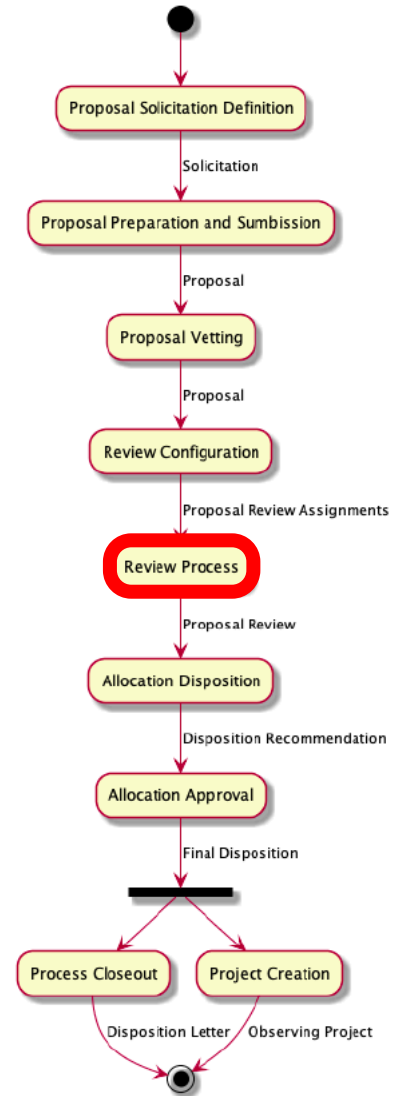 Proposal Solicitation Definition
Solicitation
Proposal Preparation and Sumbission
Proposal
Proposal Vetting
Proposal
Review Configuration
Proposal Review Assignments
Review Process
Proposal Review
Allocation Disposition
Disposition Recommendation
Allocation Approval
Final Disposition
Process Closeout
Project Creation
Disposition Letter
Observing Project